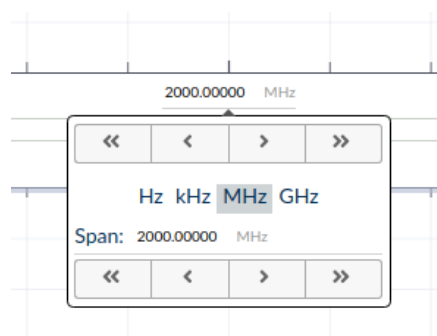 2000.00000 MHz
« ‹ › »
Hz kHz MHz GHz
Span: 2000.00000 MHz
« ‹ › »